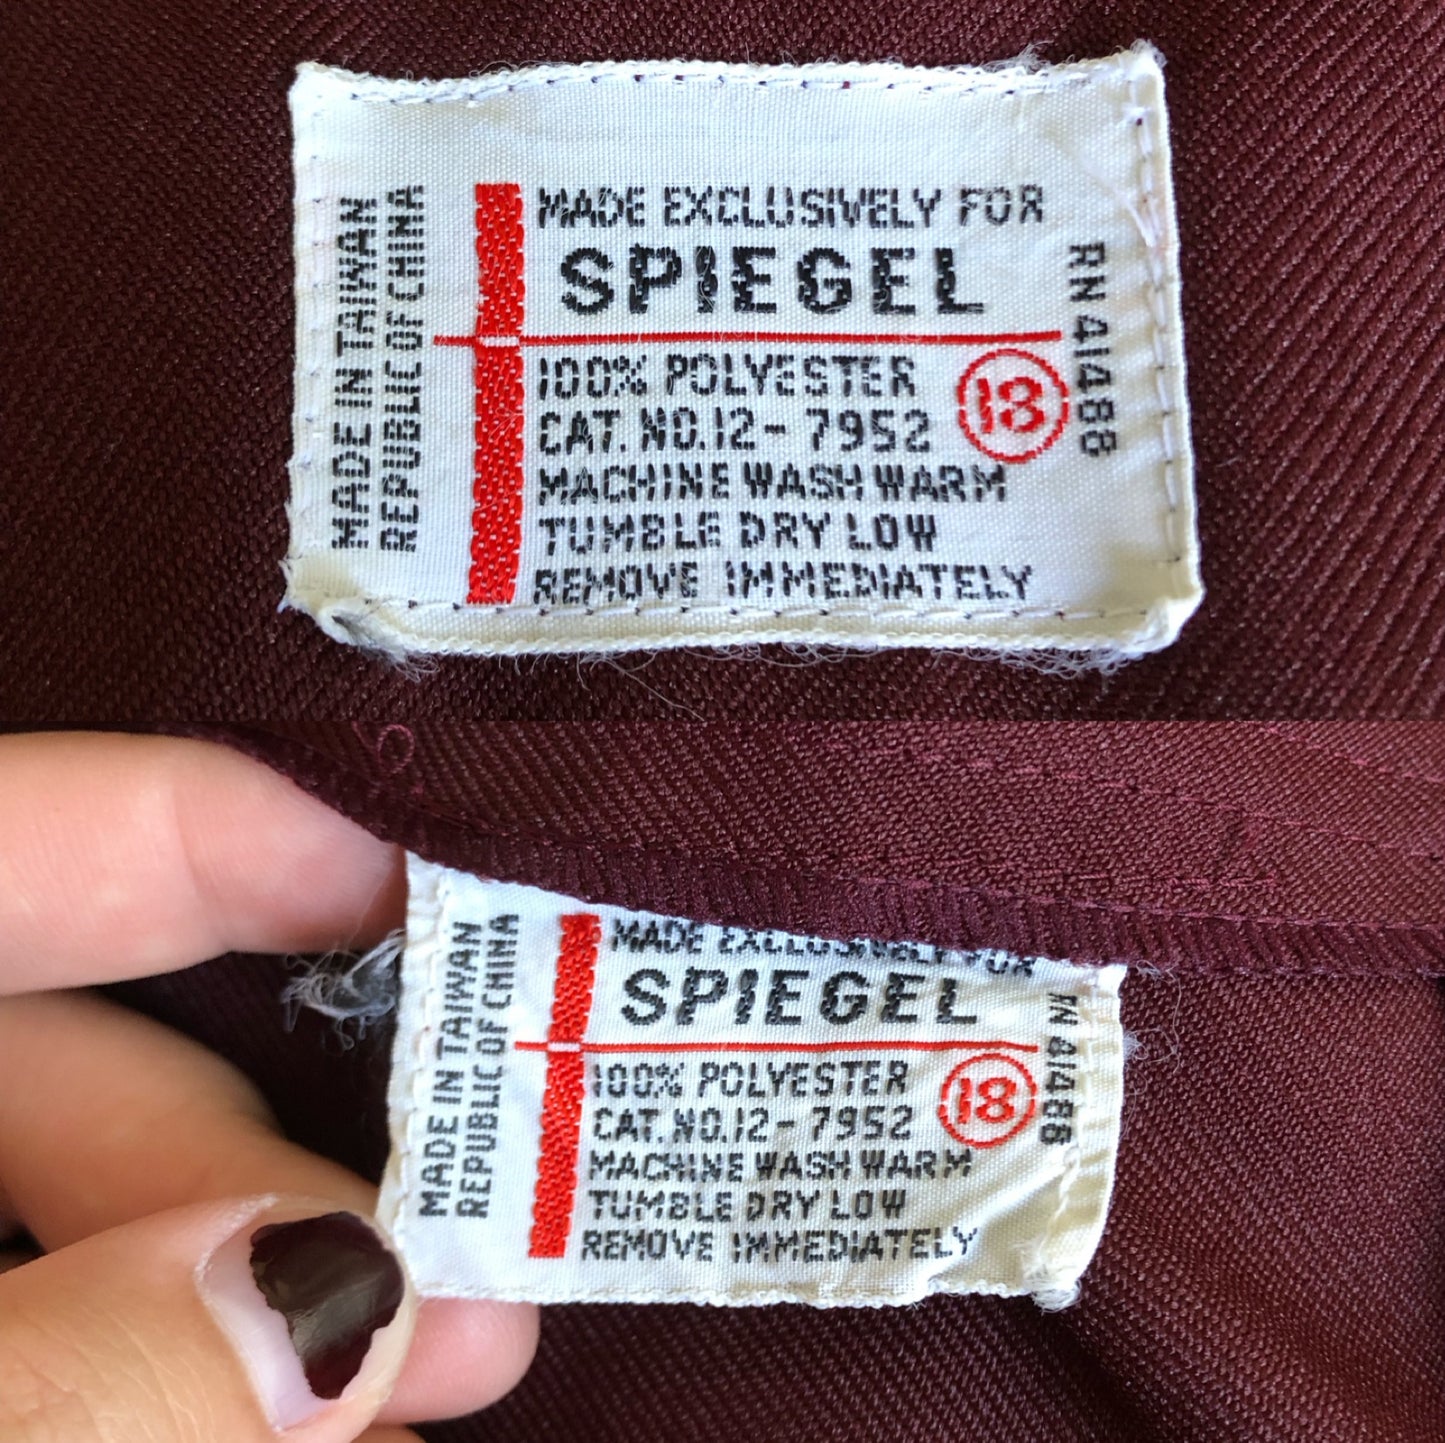 MADE IN TAIWAN
REPUBLIC OF CHINA
MADE EXCLUSIVELY FOR
SPIEGEL
100% POLYESTER
CAT. NO. 12-7952
18
MACHINE WASH WARM
TUMBLE DRY LOW
REMOVE IMMEDIATELY
RN 41488
MADE IN TAIWAN
REPUBLIC OF CHINA
MADE EXCLUSIVELY FOR
SPIEGEL
100% POLYESTER
CAT. NO. 12-7952
18
MACHINE WASH WARM
TUMBLE DRY LOW
REMOVE IMMEDIATELY
RN 41488